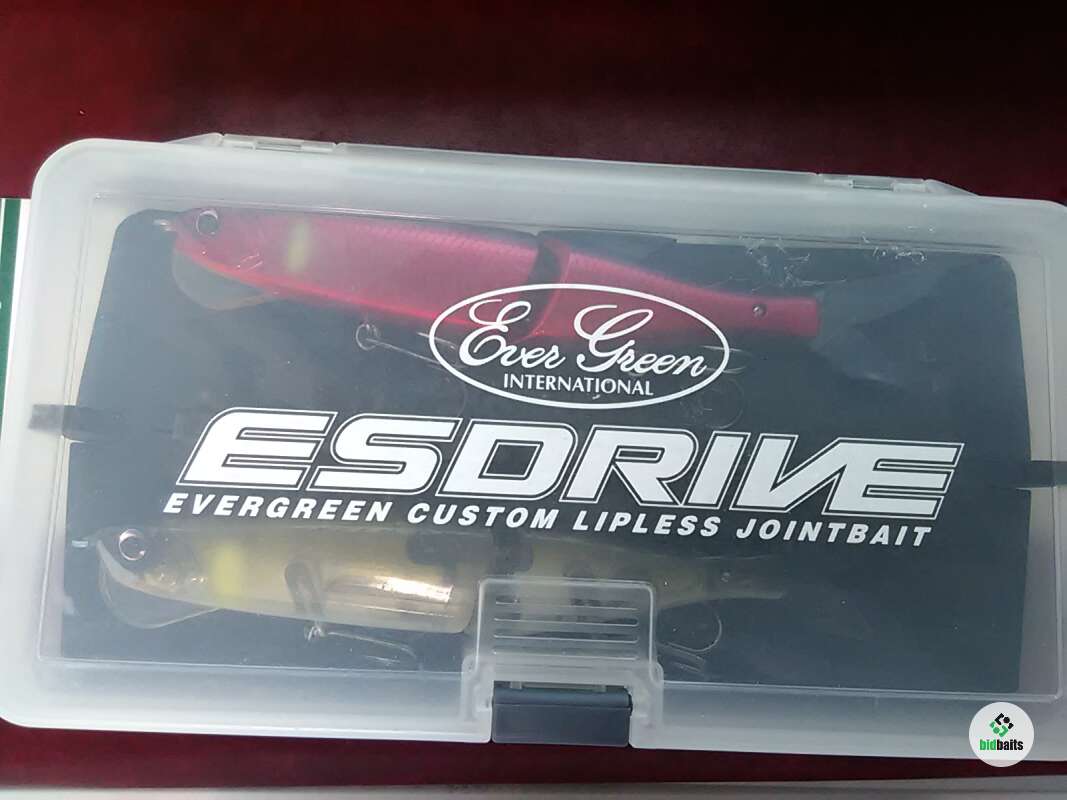 Ever Green
INTERNATIONAL
ESDRIVE
EVERGREEN CUSTOM LIPLESS JOINTBAIT
bidbaits